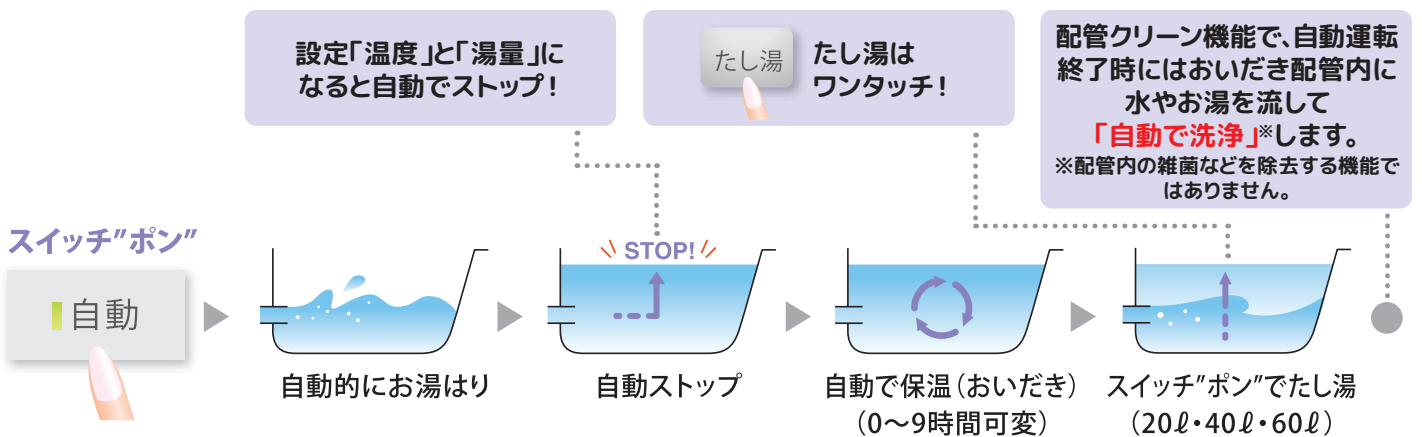 設定「温度」と「湯量」に
なると自動でストップ！
たし湯
たし湯は
ワンタッチ！
配管クリーン機能で、自動運転
終了時にはおいだき配管内に
水やお湯を流して
「自動で洗浄」※します。
※配管内の雑菌などを除去する機能で
はありません。
スイッチ”ポン”
自動
自動的にお湯はり
STOP!
自動ストップ
自動で保温（おいだき）
（0〜9時間可変）
スイッチ”ポン”でたし湯
（20ℓ・40ℓ・60ℓ）